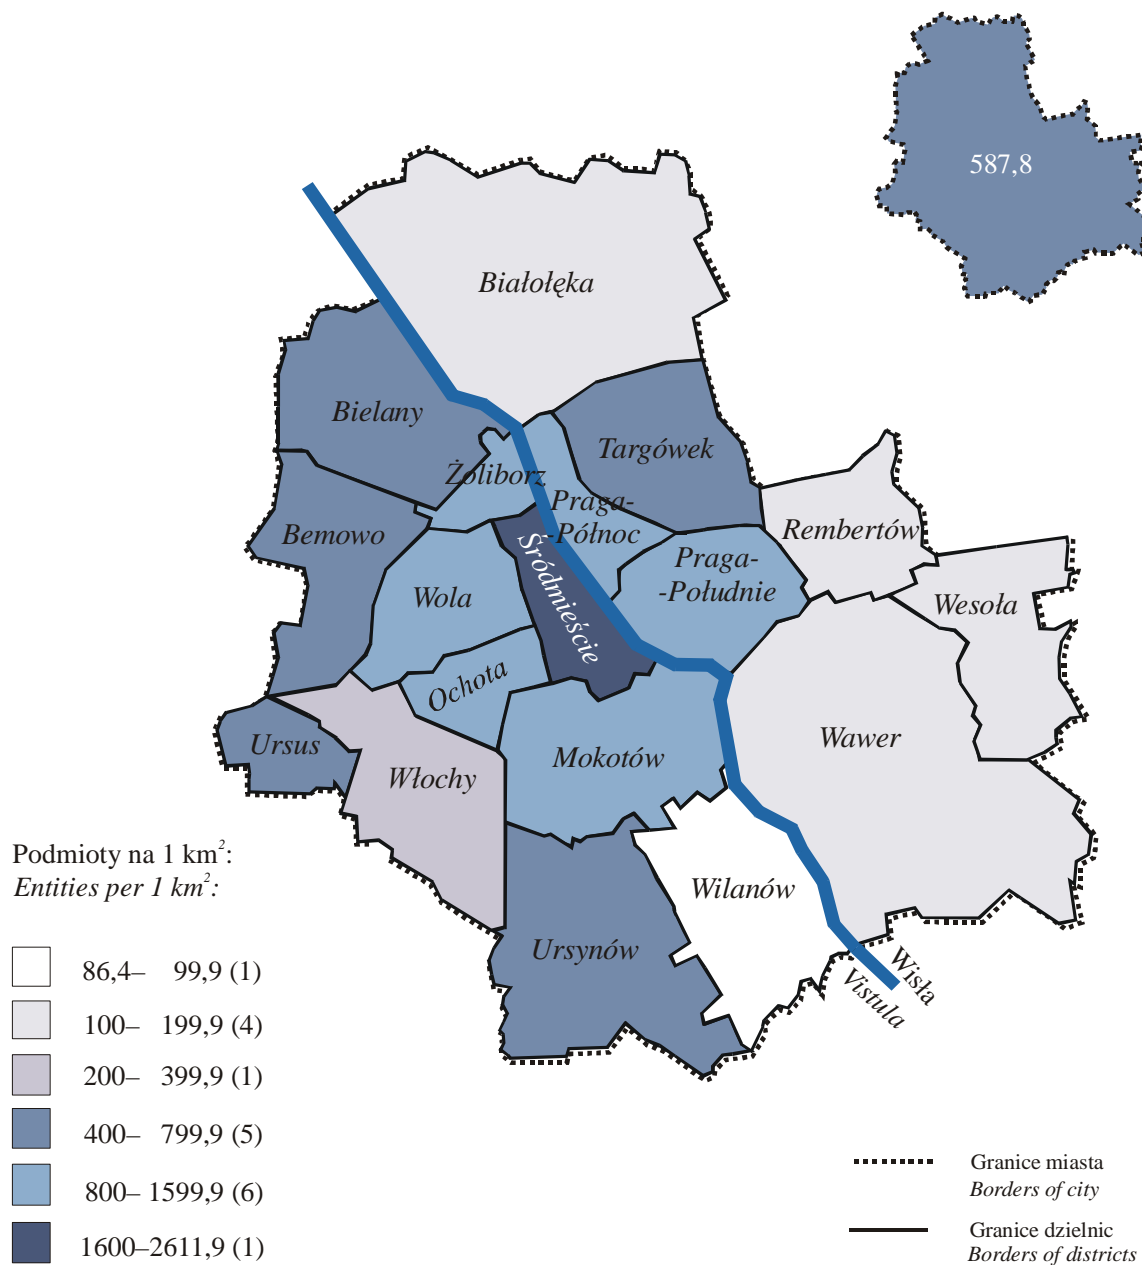 587,8
Białołęka
Bielany
Targówek
Żoliborz
Praga-
-Północ
Rembertów
Bemowo
Śródmieście
Praga-
-Południe
Wola
Wesoła
Ochota
Ursus
Mokotów
Wawer
Włochy
Wilanów
Ursynów
Wisła
Vistula
Podmioty na 1 km²:
Entities per 1 km²:
86,4– 99,9 (1)
100– 199,9 (4)
200– 399,9 (1)
400– 799,9 (5)
800– 1599,9 (6)
1600–2611,9 (1)
Granice miasta
Borders of city
Granice dzielnic
Borders of districts